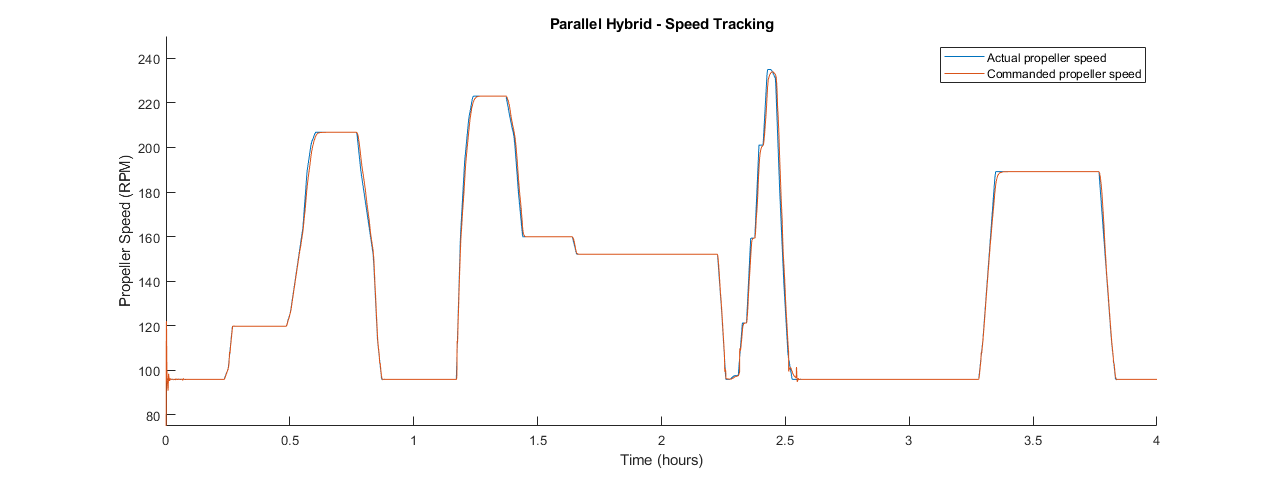 Parallel Hybrid - Speed Tracking
Actual propeller speed
Commanded propeller speed
Propeller Speed (RPM)
240
220
200
180
160
140
120
100
80
0 0.5 1 1.5 2 2.5 3 3.5 4
Time (hours)